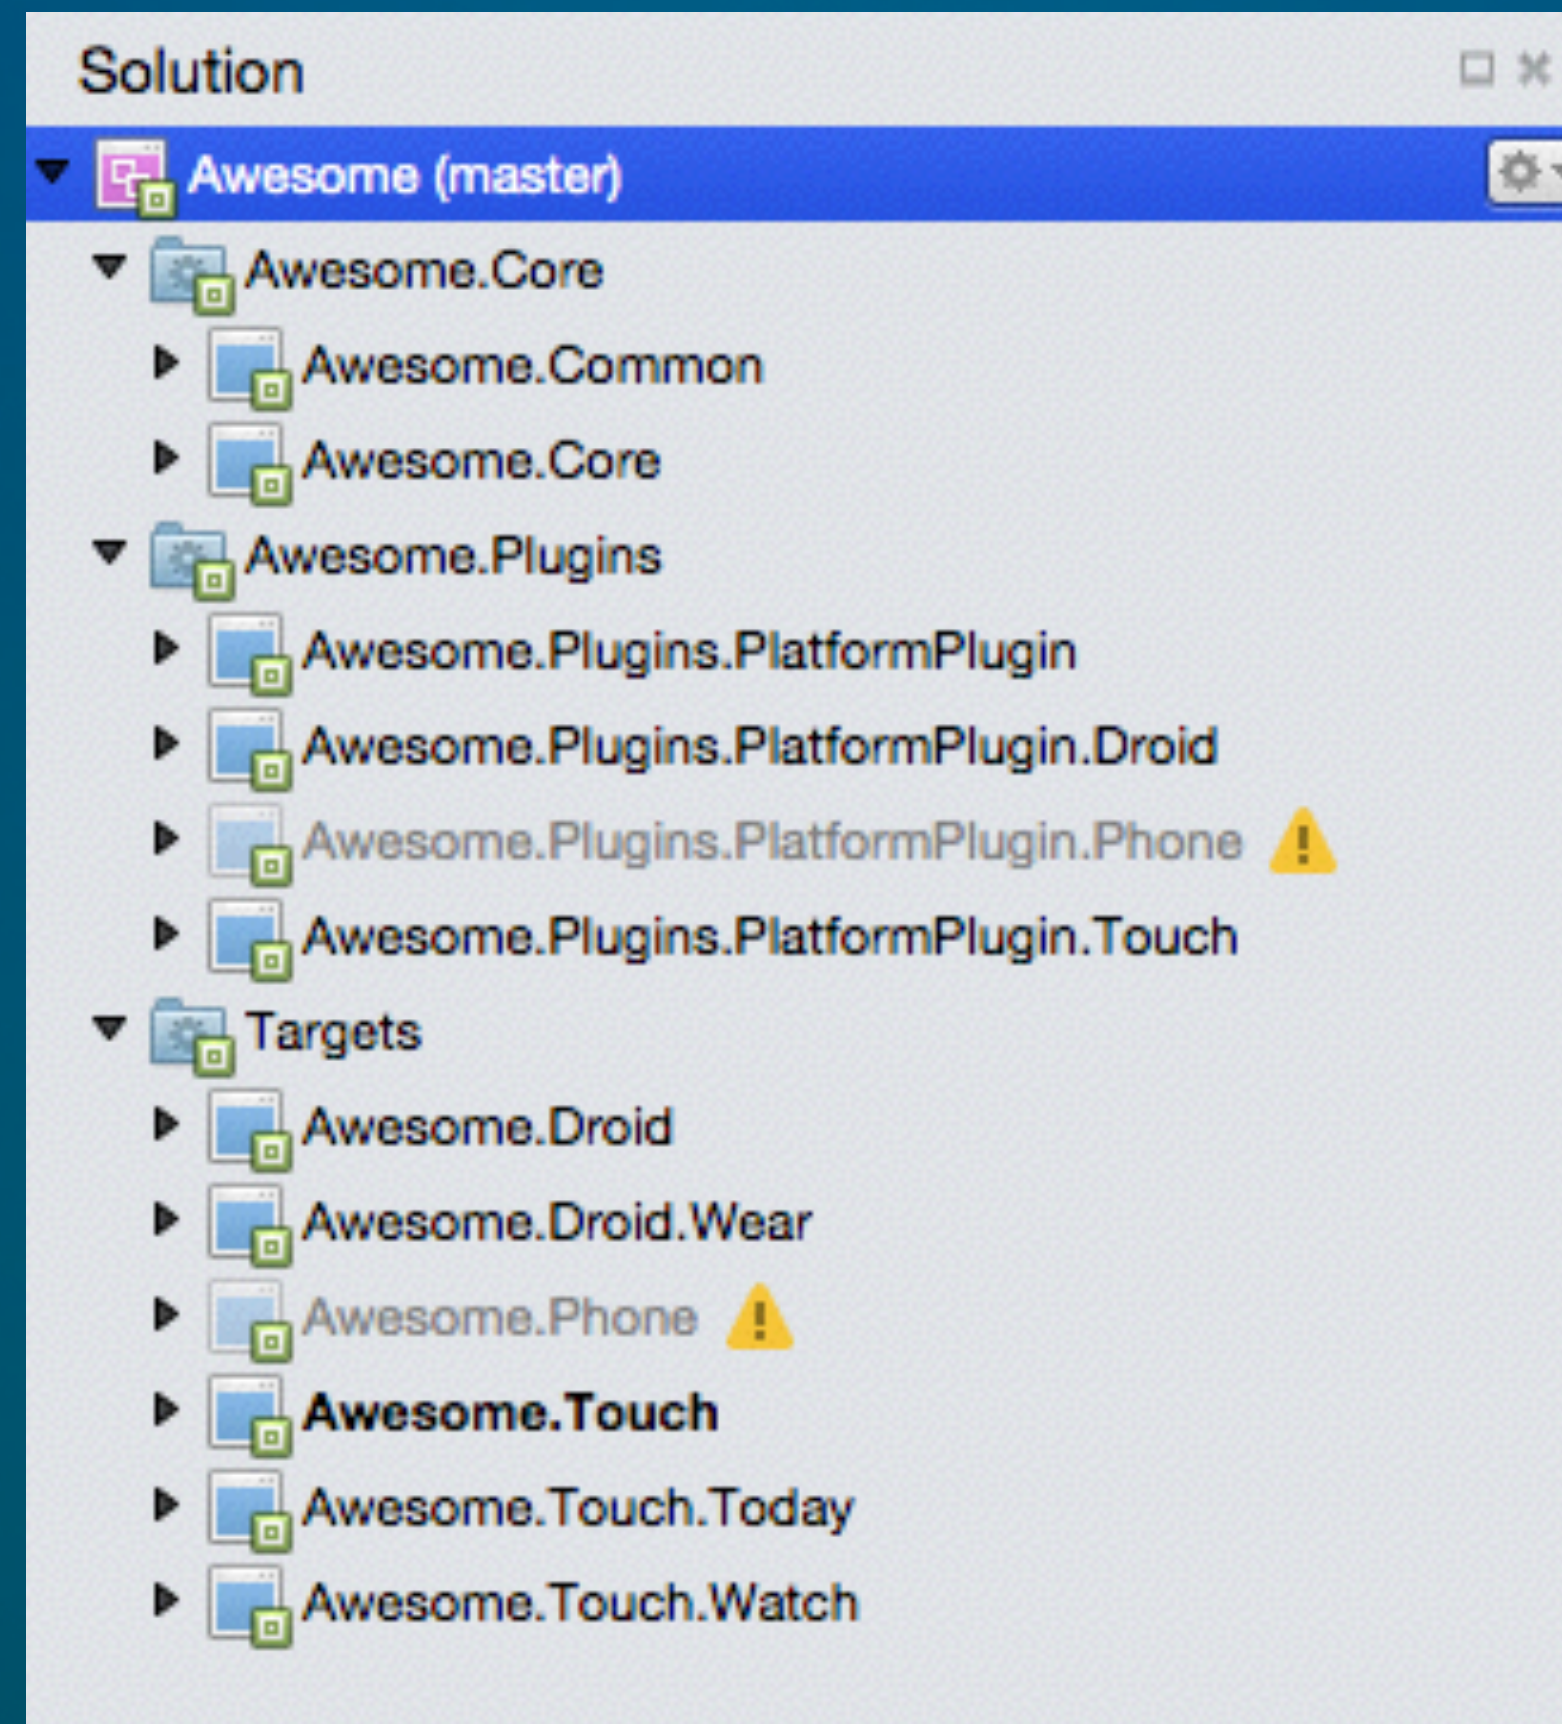 Solution
Awesome (master)
Awesome.Core
Awesome.Common
Awesome.Core
Awesome.Plugins
Awesome.Plugins.PlatformPlugin
Awesome.Plugins.PlatformPlugin.Droid
Awesome.Plugins.PlatformPlugin.Phone
Awesome.Plugins.PlatformPlugin.Touch
Targets
Awesome.Droid
Awesome.Droid.Wear
Awesome.Phone
Awesome.Touch
Awesome.Touch.Today
Awesome.Touch.Watch